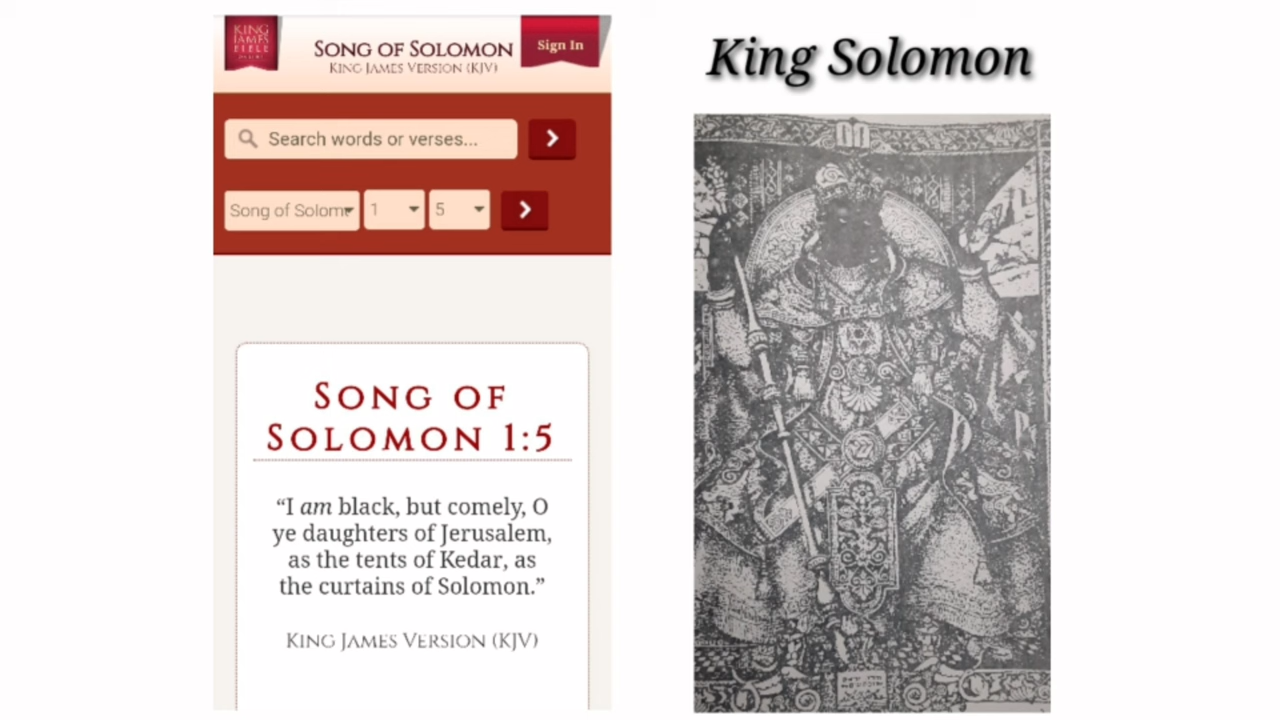 KING
JAMES
BIBLE
SONG OF SOLOMON
KING JAMES VERSION (KJV)
Sign In
Search words or verses...
Song of Solom
1
5
SONG OF
SOLOMON 1:5
“I am black, but comely, O
ye daughters of Jerusalem,
as the tents of Kedar, as
the curtains of Solomon.”
KING JAMES VERSION (KJV)
King Solomon